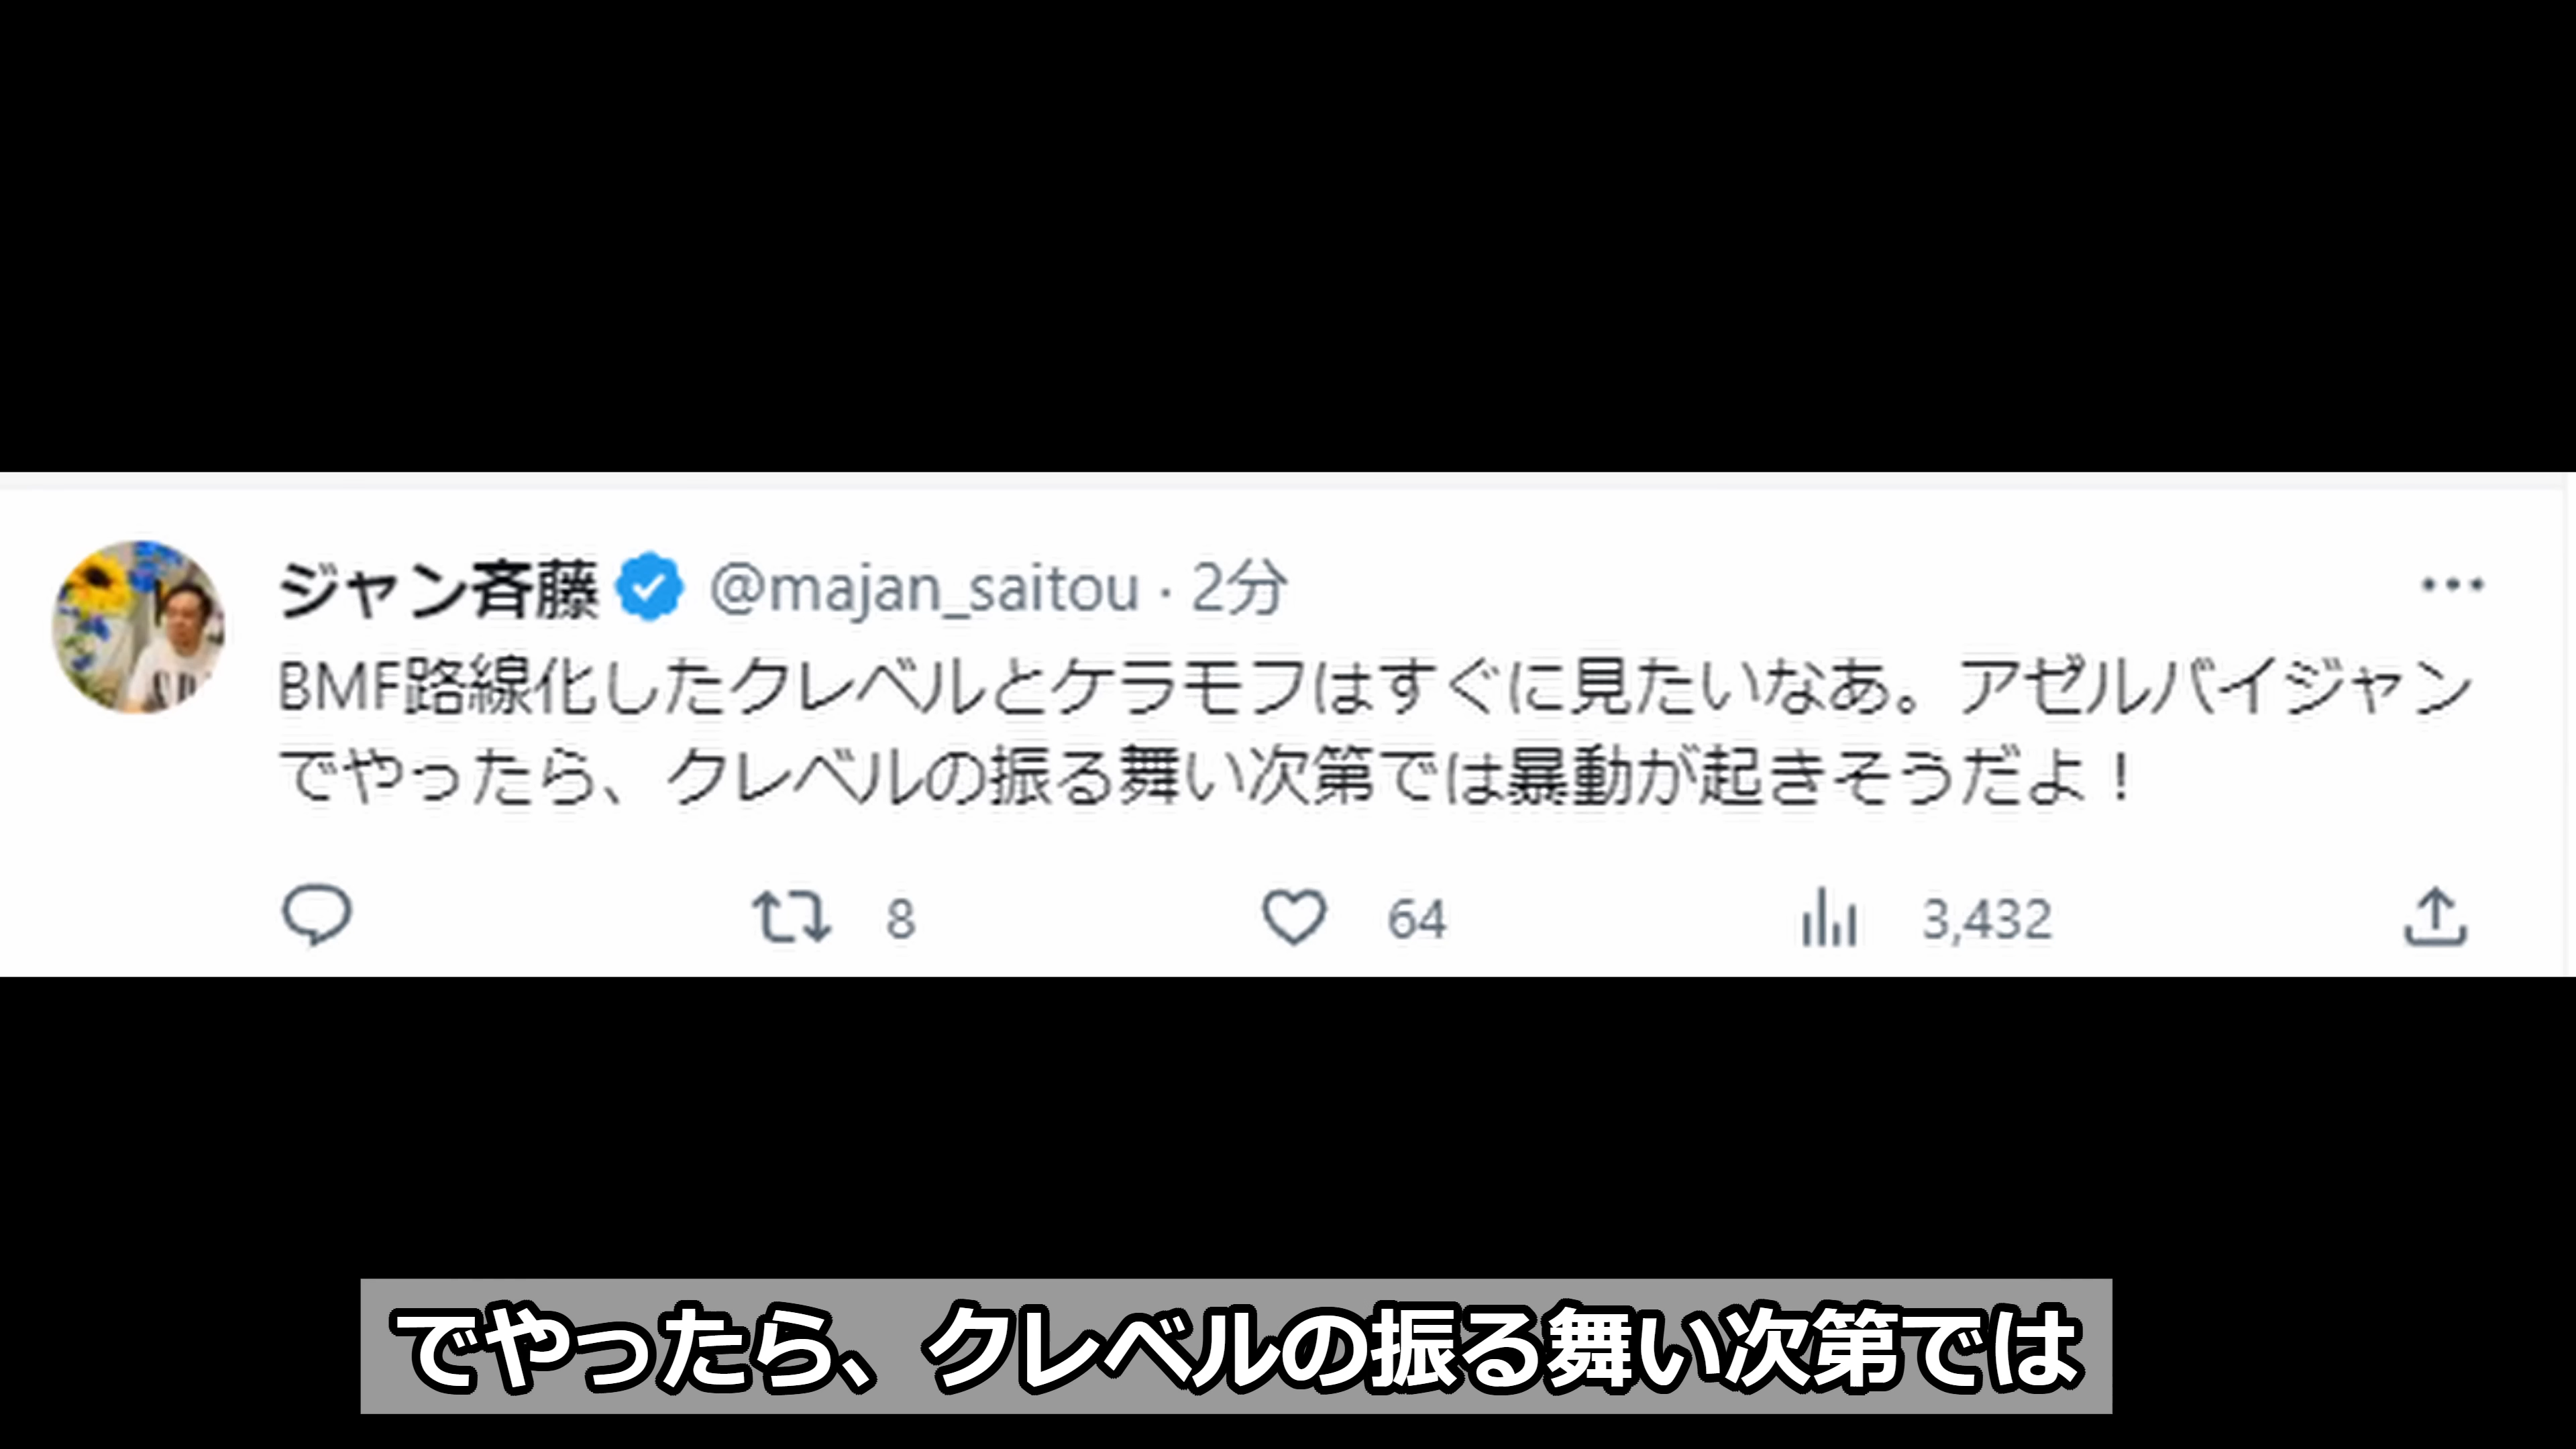 ジャン斉藤 @majan_saitou · 2分
BMF路線化したクレベルとケラモフはすぐに見たいなあ。アゼルバイジャン
でやったら、クレベルの振る舞い次第では暴動が起きそうだよ！
8 64 3,432
でやったら、クレベルの振る舞い次第では